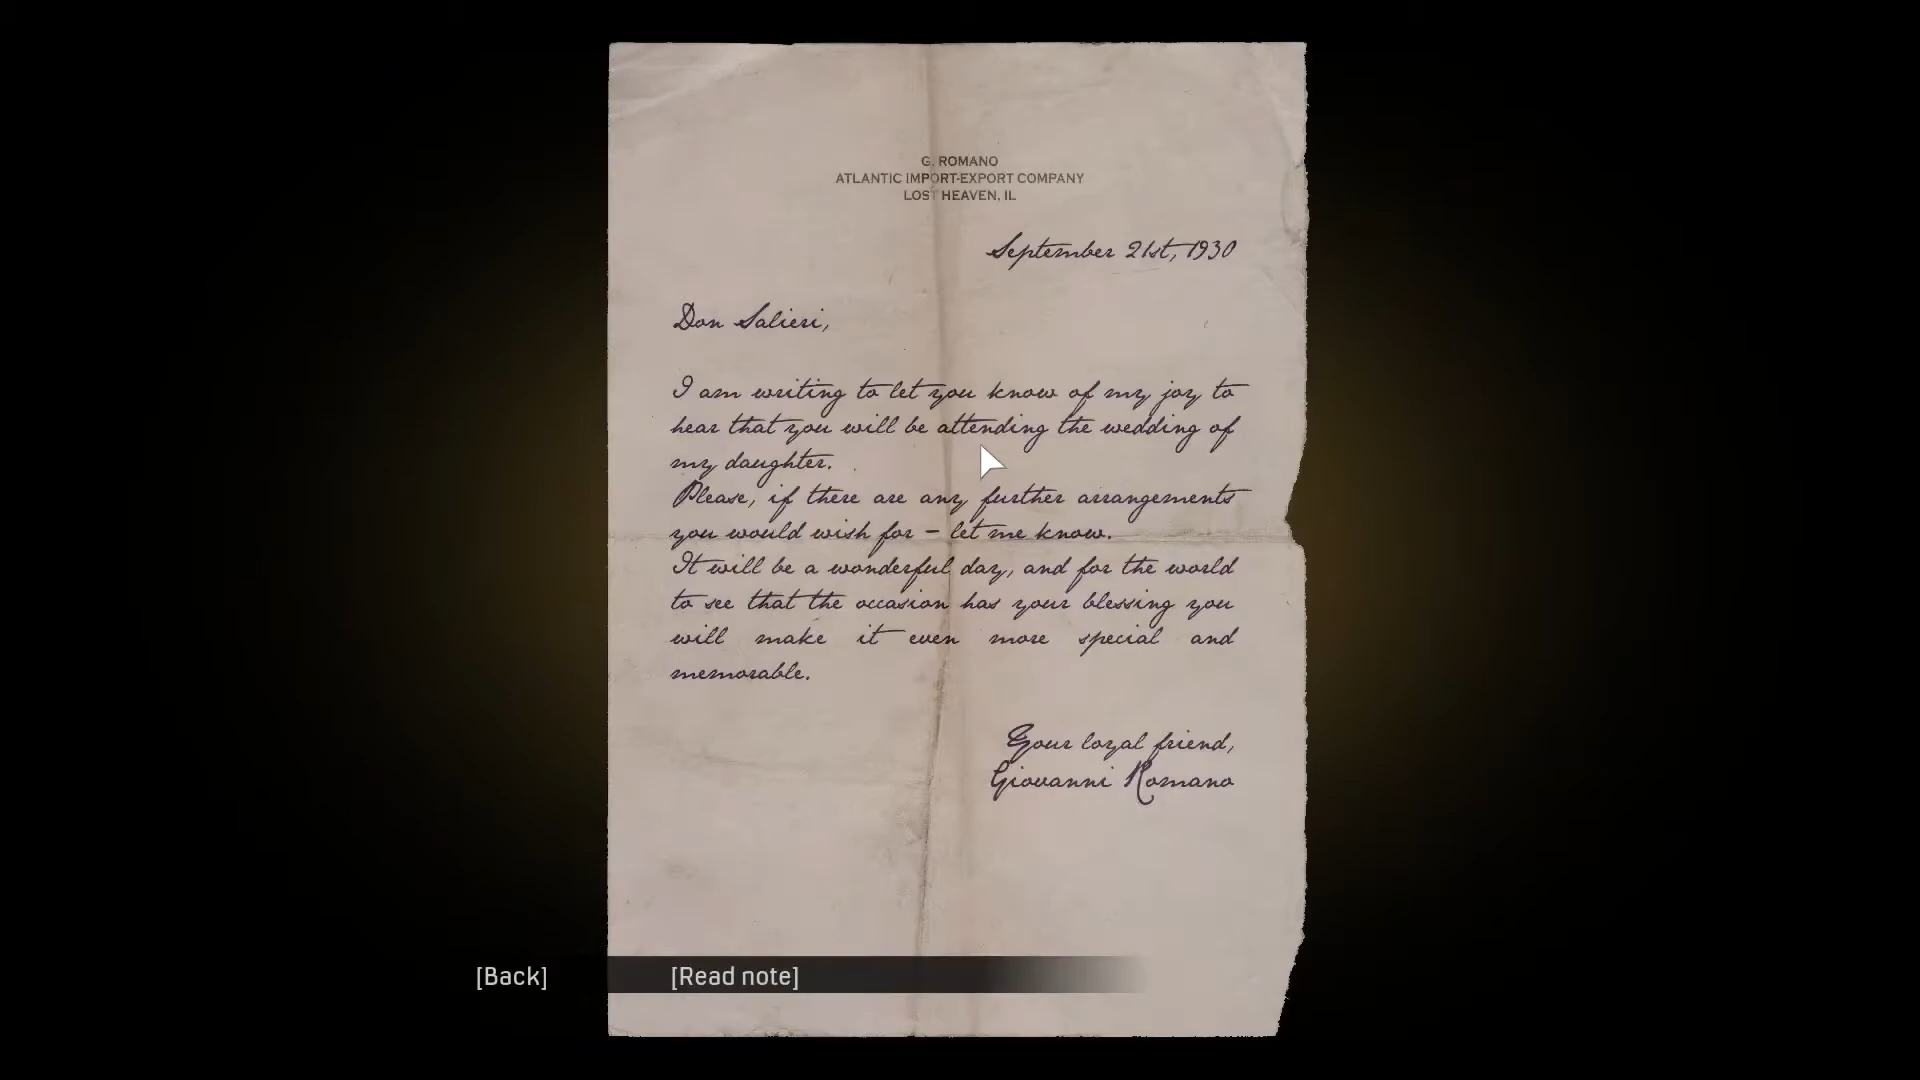 G. ROMANO
ATLANTIC IMPORT-EXPORT COMPANY
LOST HEAVEN, IL
September 21st, 1930
Don Salieri,
I am writing to let you know of my joy to
hear that you will be attending the wedding of
my daughter.
Please, if there are any further arrangements
you would wish for – let me know.
It will be a wonderful day, and for the world
to see that the occasion has your blessing you
will make it even more special and
memorable.
Your loyal friend,
Giovanni Romano
[Back] [Read note]